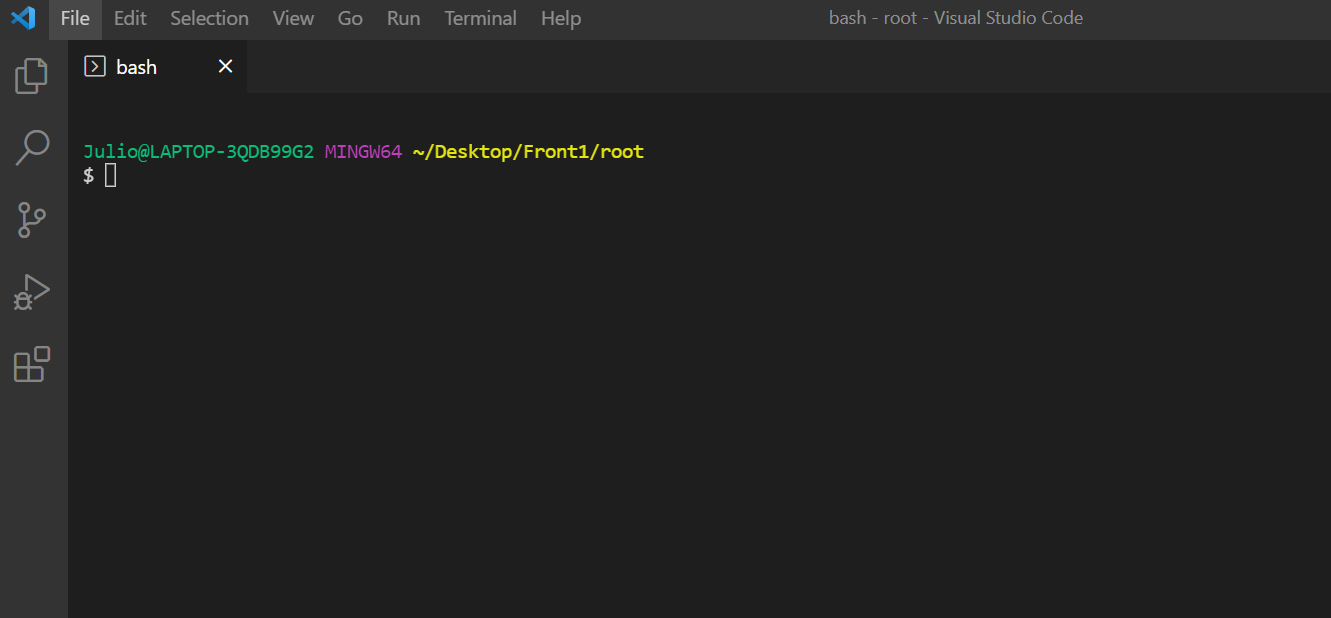 File Edit Selection View Go Run Terminal Help bash - root - Visual Studio Code
bash
Julio@LAPTOP-3QDB99G2 MINGW64 ~/Desktop/Front1/root
$